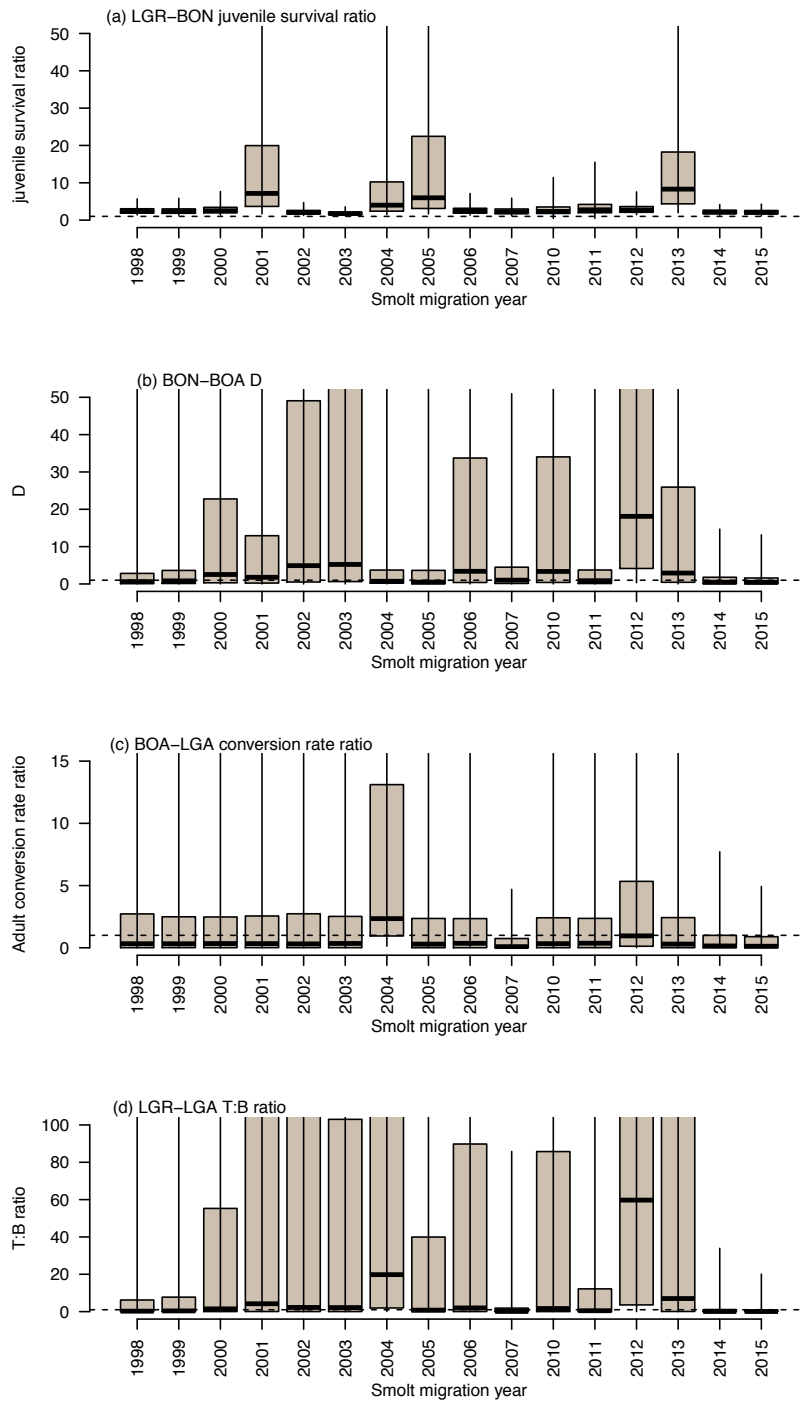 (a) LGR−BON juvenile survival ratio
juvenile survival ratio
50
40
30
20
10
0
1998 1999 2000 2001 2002 2003 2004 2005 2006 2007 2010 2011 2012 2013 2014 2015
Smolt migration year
(b) BON−BOA D
D
50
40
30
20
10
0
1998 1999 2000 2001 2002 2003 2004 2005 2006 2007 2010 2011 2012 2013 2014 2015
Smolt migration year
(c) BOA−LGA conversion rate ratio
Adult conversion rate ratio
15
10
5
0
1998 1999 2000 2001 2002 2003 2004 2005 2006 2007 2010 2011 2012 2013 2014 2015
Smolt migration year
(d) LGR−LGA T:B ratio
T:B ratio
100
80
60
40
20
0
1998 1999 2000 2001 2002 2003 2004 2005 2006 2007 2010 2011 2012 2013 2014 2015
Smolt migration year